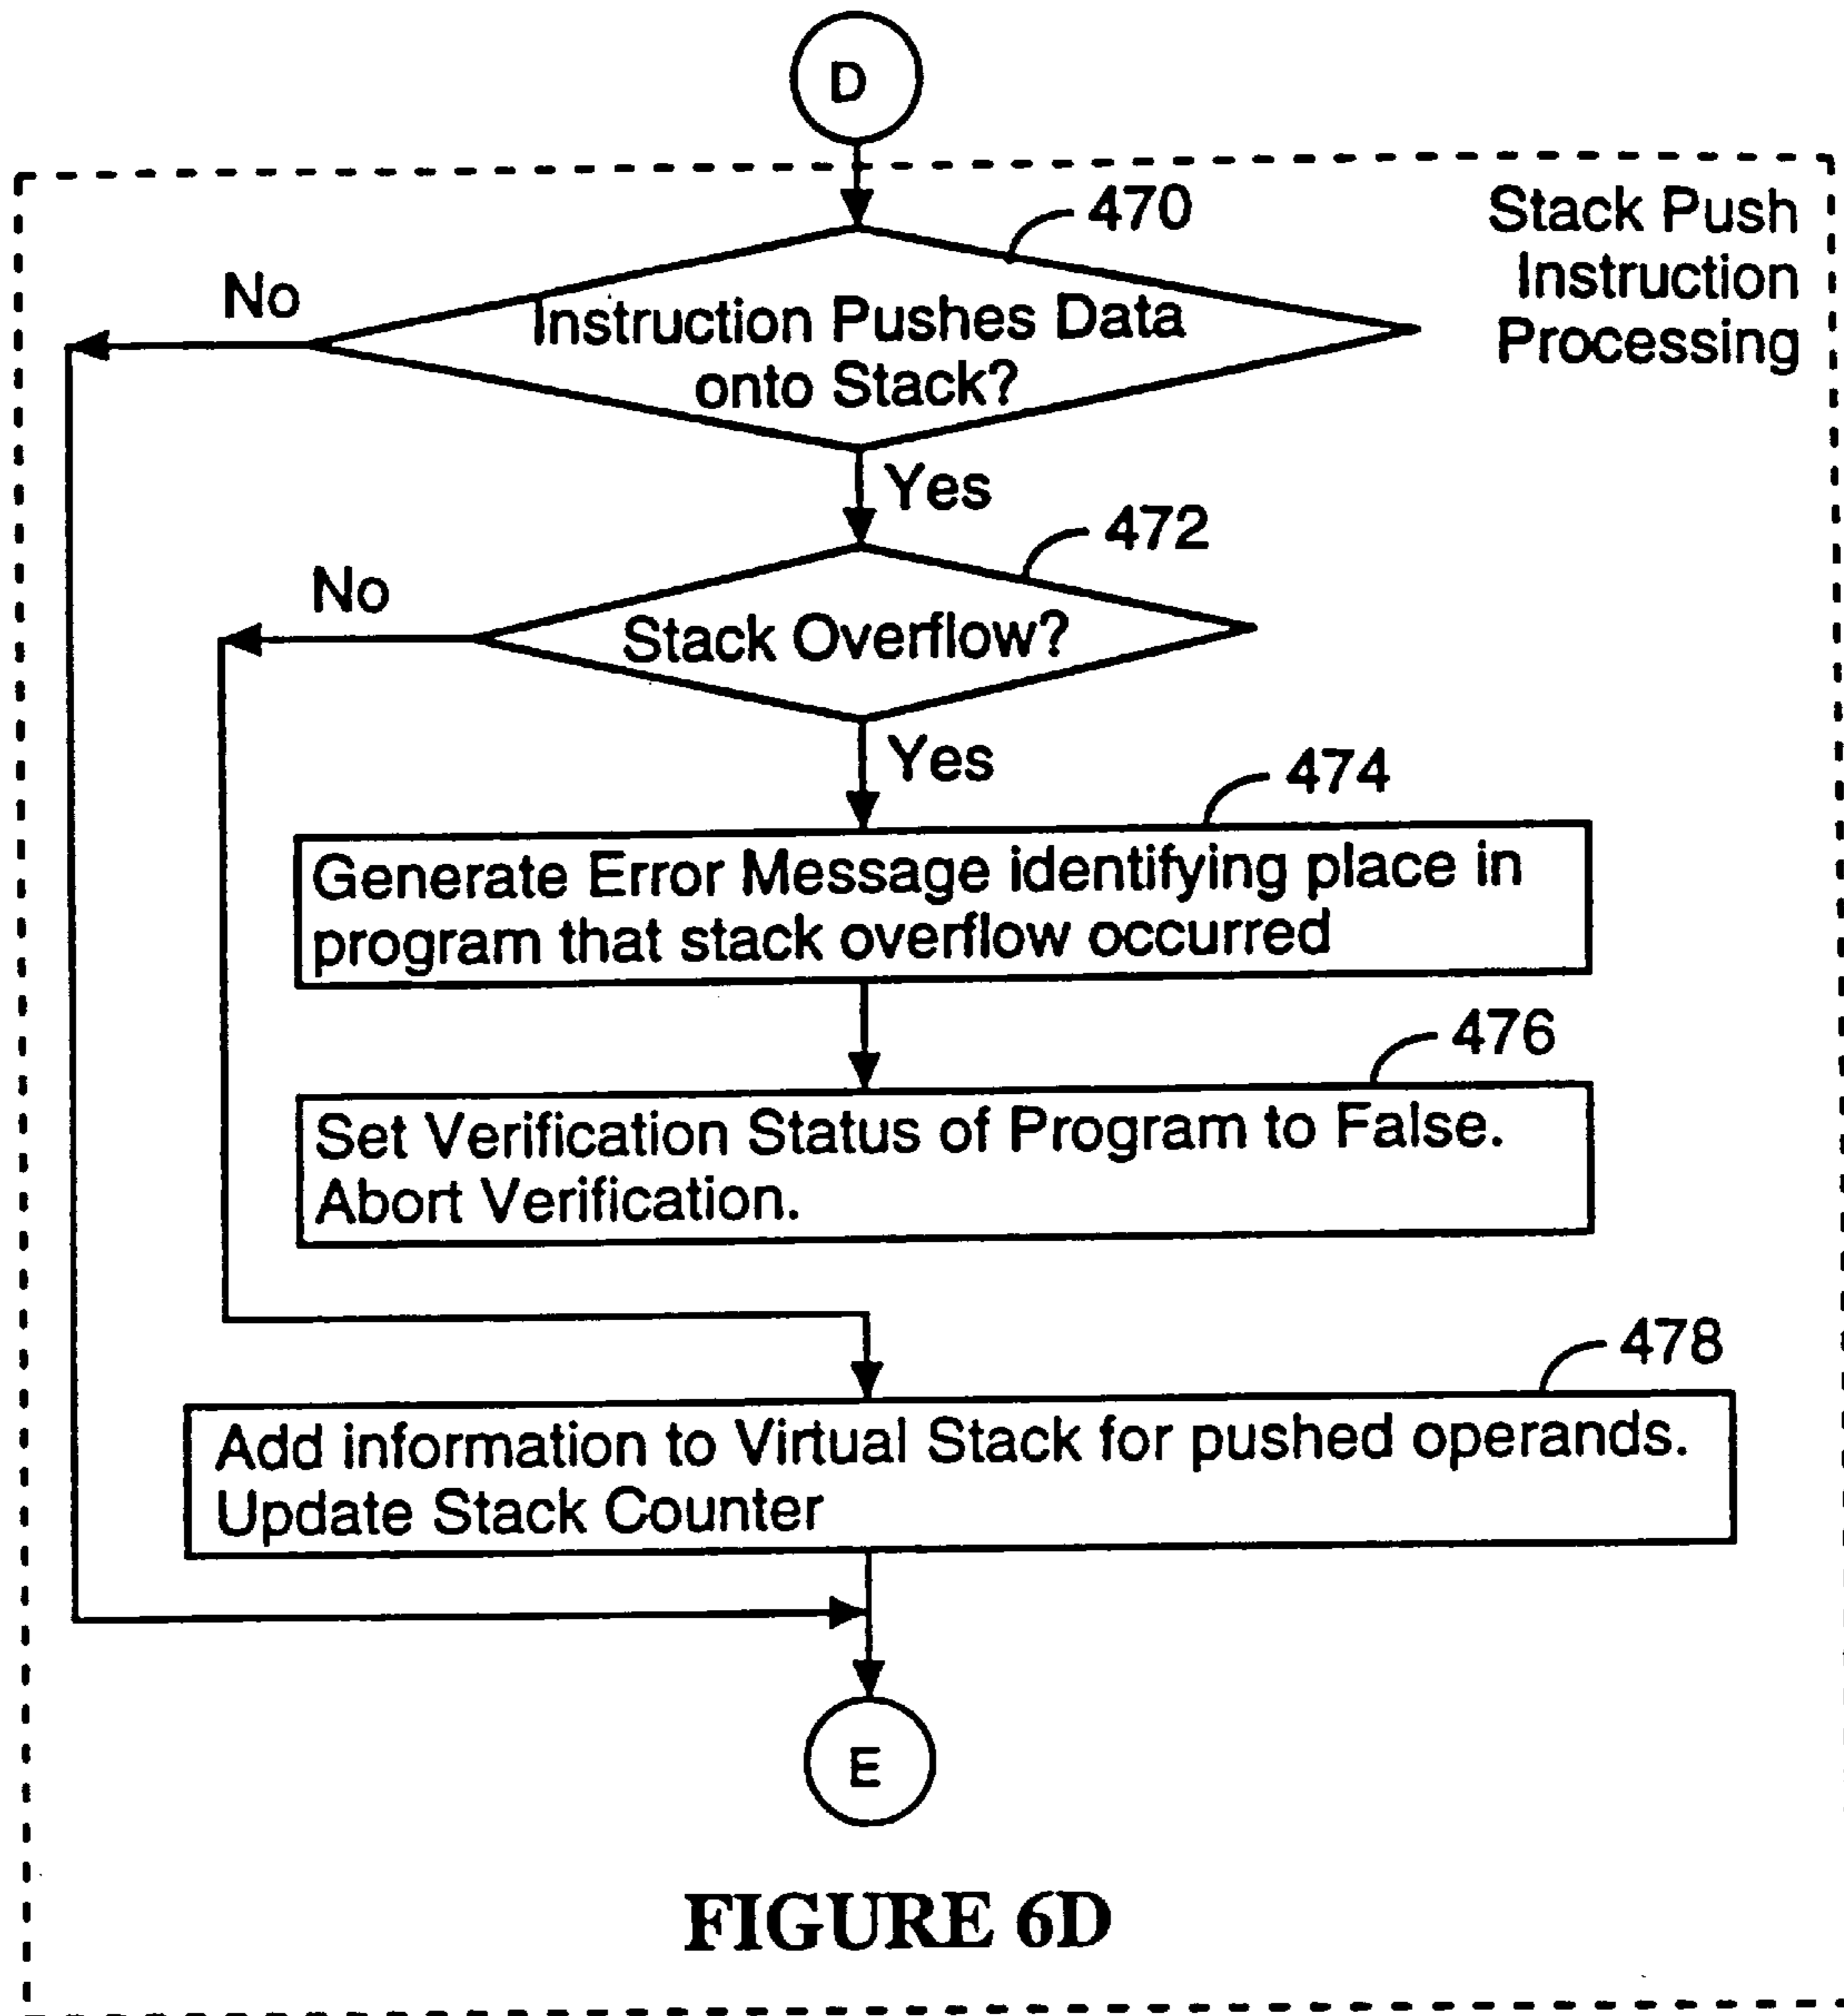 D
470
Stack Push
Instruction
Processing
No
Instruction Pushes Data
onto Stack?
Yes
472
No
Stack Overflow?
Yes
474
Generate Error Message identifying place in
program that stack overflow occurred
476
Set Verification Status of Program to False.
Abort Verification.
478
Add information to Virtual Stack for pushed operands.
Update Stack Counter
E
FIGURE 6D